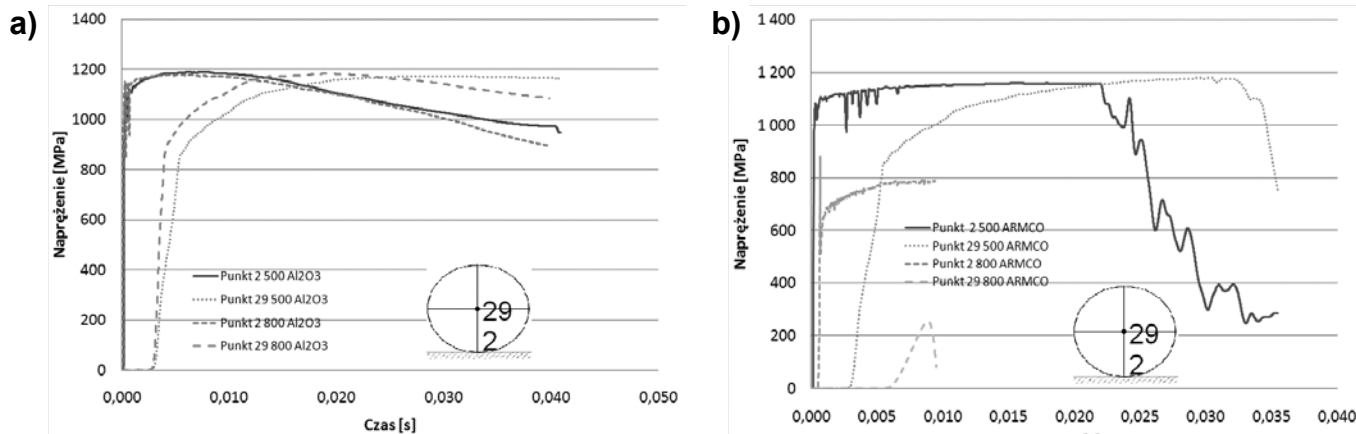 a)
Naprężenie [MPa]
1400
1200
1000
800
600
400
200
0
Punkt 2 500 Al2O3
Punkt 29 500 Al2O3
Punkt 2 800 Al2O3
Punkt 29 800 Al2O3
29
2
0,000 0,010 0,020 0,030 0,040 0,050
Czas [s]
b)
Naprężenie [MPa]
1 400
1 200
1 000
800
600
400
200
0
Punkt 2 500 ARMCO
Punkt 29 500 ARMCO
Punkt 2 800 ARMCO
Punkt 29 800 ARMCO
29
2
0,000 0,005 0,010 0,015 0,020 0,025 0,030 0,035 0,040